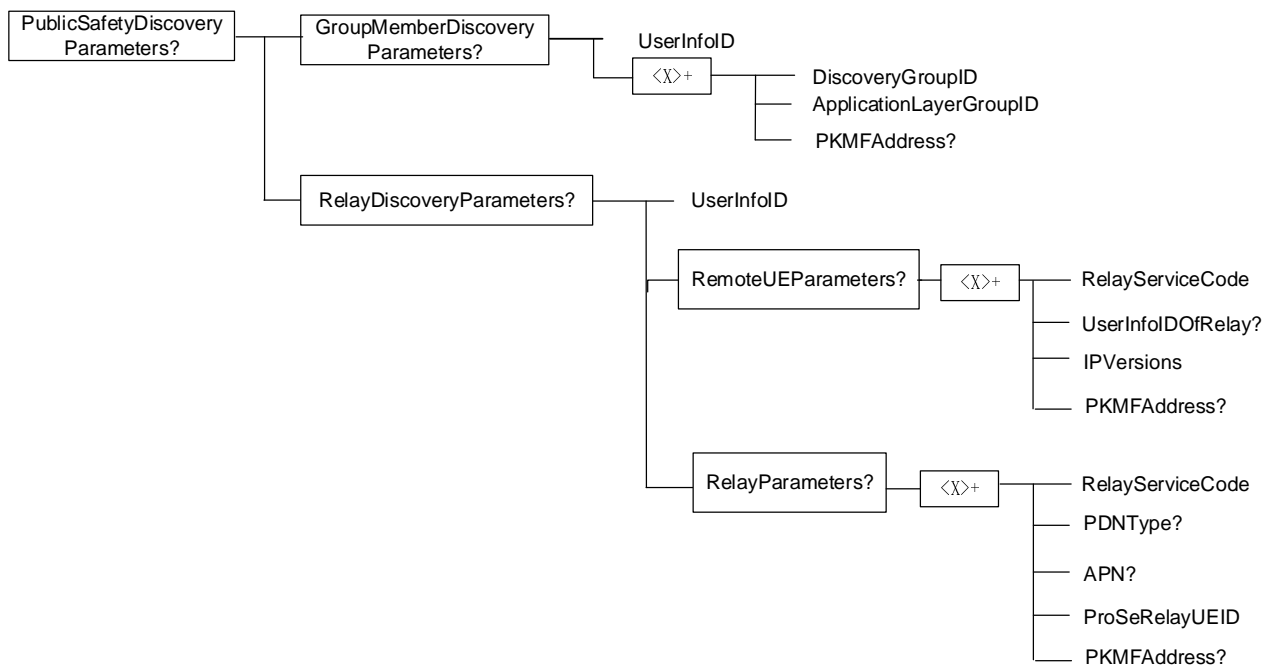 PublicSafetyDiscovery
Parameters?
GroupMemberDiscovery
Parameters?
UserInfoID
<X>+
DiscoveryGroupID
ApplicationLayerGroupID
PKMFAddress?
RelayDiscoveryParameters?
UserInfoID
RemoteUEParameters?
<X>+
RelayServiceCode
UserInfoIDOfRelay?
IPVersions
PKMFAddress?
RelayParameters?
<X>+
RelayServiceCode
PDNType?
APN?
ProSeRelayUEID
PKMFAddress?